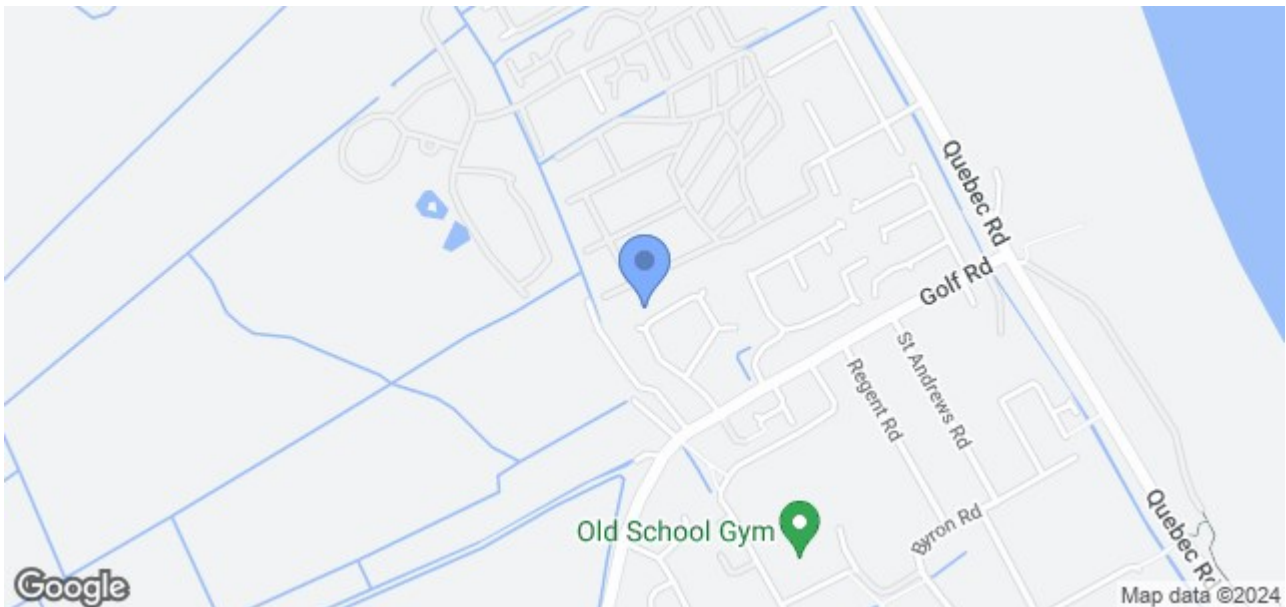 Quebec Rd
Golf Rd
St Andrews Rd
Regent Rd
Old School Gym
Byron Rd
Quebec Rd
Google
Map data ©2024